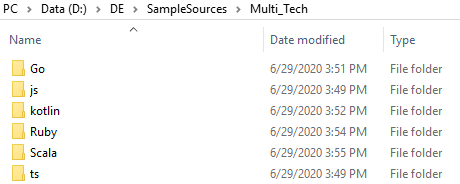 PC > Data (D:) > DE > SampleSources > Multi_Tech
Name Date modified Type
Go 6/29/2020 3:51 PM File folder
js 6/29/2020 3:49 PM File folder
kotlin 6/29/2020 3:52 PM File folder
Ruby 6/29/2020 3:54 PM File folder
Scala 6/29/2020 3:55 PM File folder
ts 6/29/2020 3:49 PM File folder